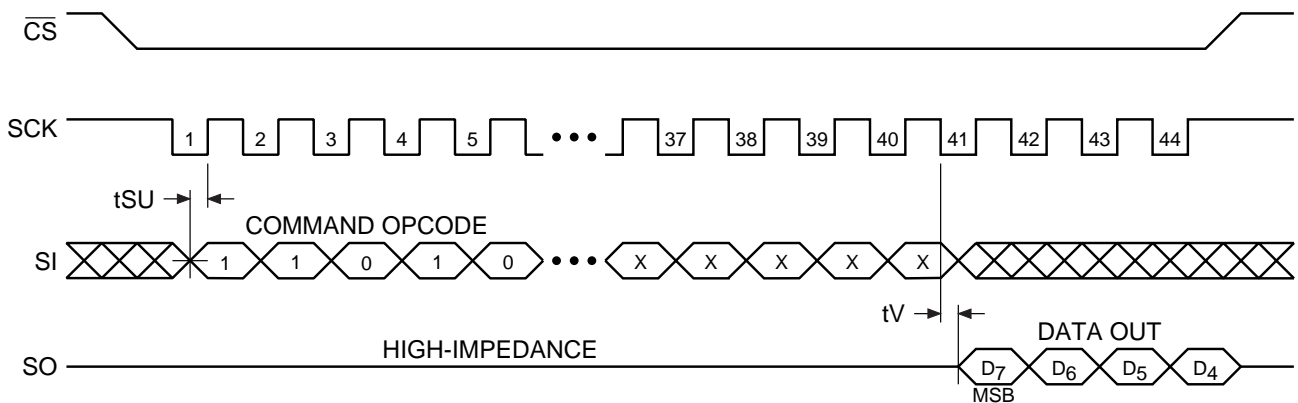 CS
SCK 1 2 3 4 5 ••• 37 38 39 40 41 42 43 44
tSU
COMMAND OPCODE
SI 1 1 0 1 0 ••• X X X X X
tV
DATA OUT
HIGH-IMPEDANCE
SO D7 D6 D5 D4
MSB